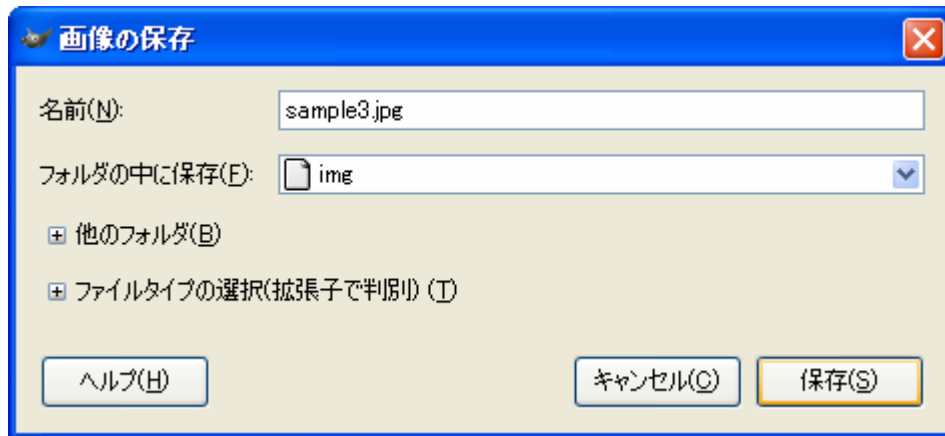 画像の保存
名前(N): sample3.jpg
フォルダの中に保存(F): img
他のフォルダ(B)
ファイルタイプの選択(拡張子で判別) (T)
ヘルプ(H) キャンセル(C) 保存(S)